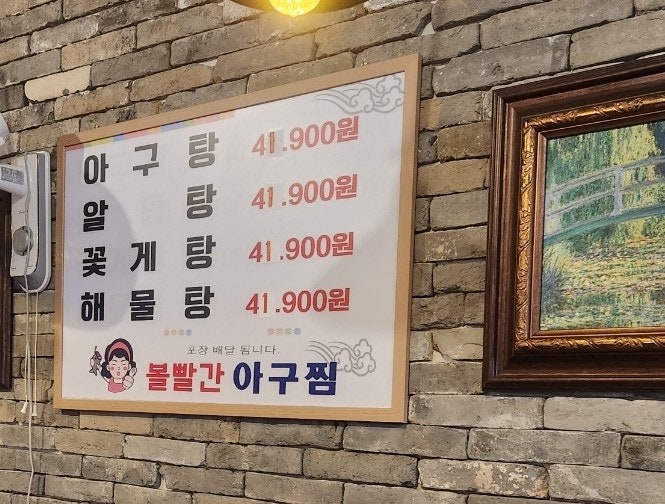 아구탕 41.900원
알탕 41.900원
꽃게탕 41.900원
해물탕 41.900원
포장 배달 됩니다.
볼빨간 아구찜